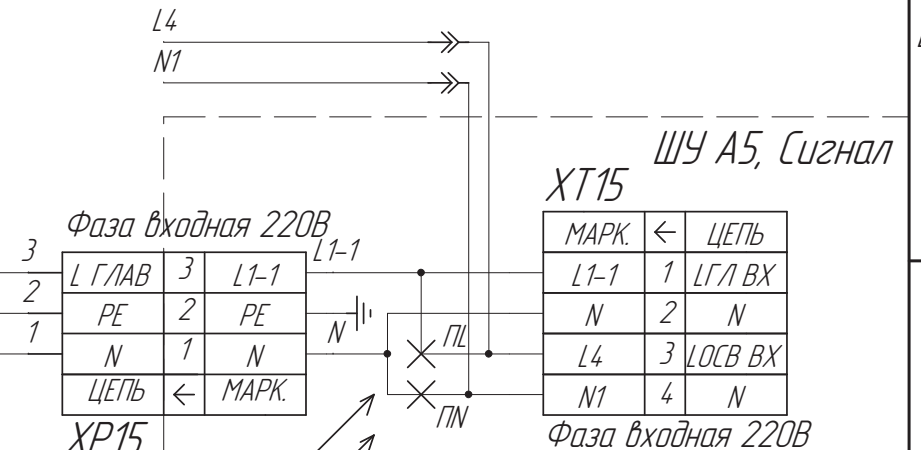 L4
N1
ШУ А5, Сигнал
XT15
Фаза входная 220В
МАРК. ← ЦЕПЬ
3 L ГЛАВ 3 L1-1 L1-1
L1-1 1 LГЛ ВХ
2 PE 2 PE
N 2 N
1 N 1 N N
ПL
L4 3 LОСВ ВХ
ЦЕПЬ ← МАРК.
ПN
N1 4 N
XP15
Фаза входная 220В